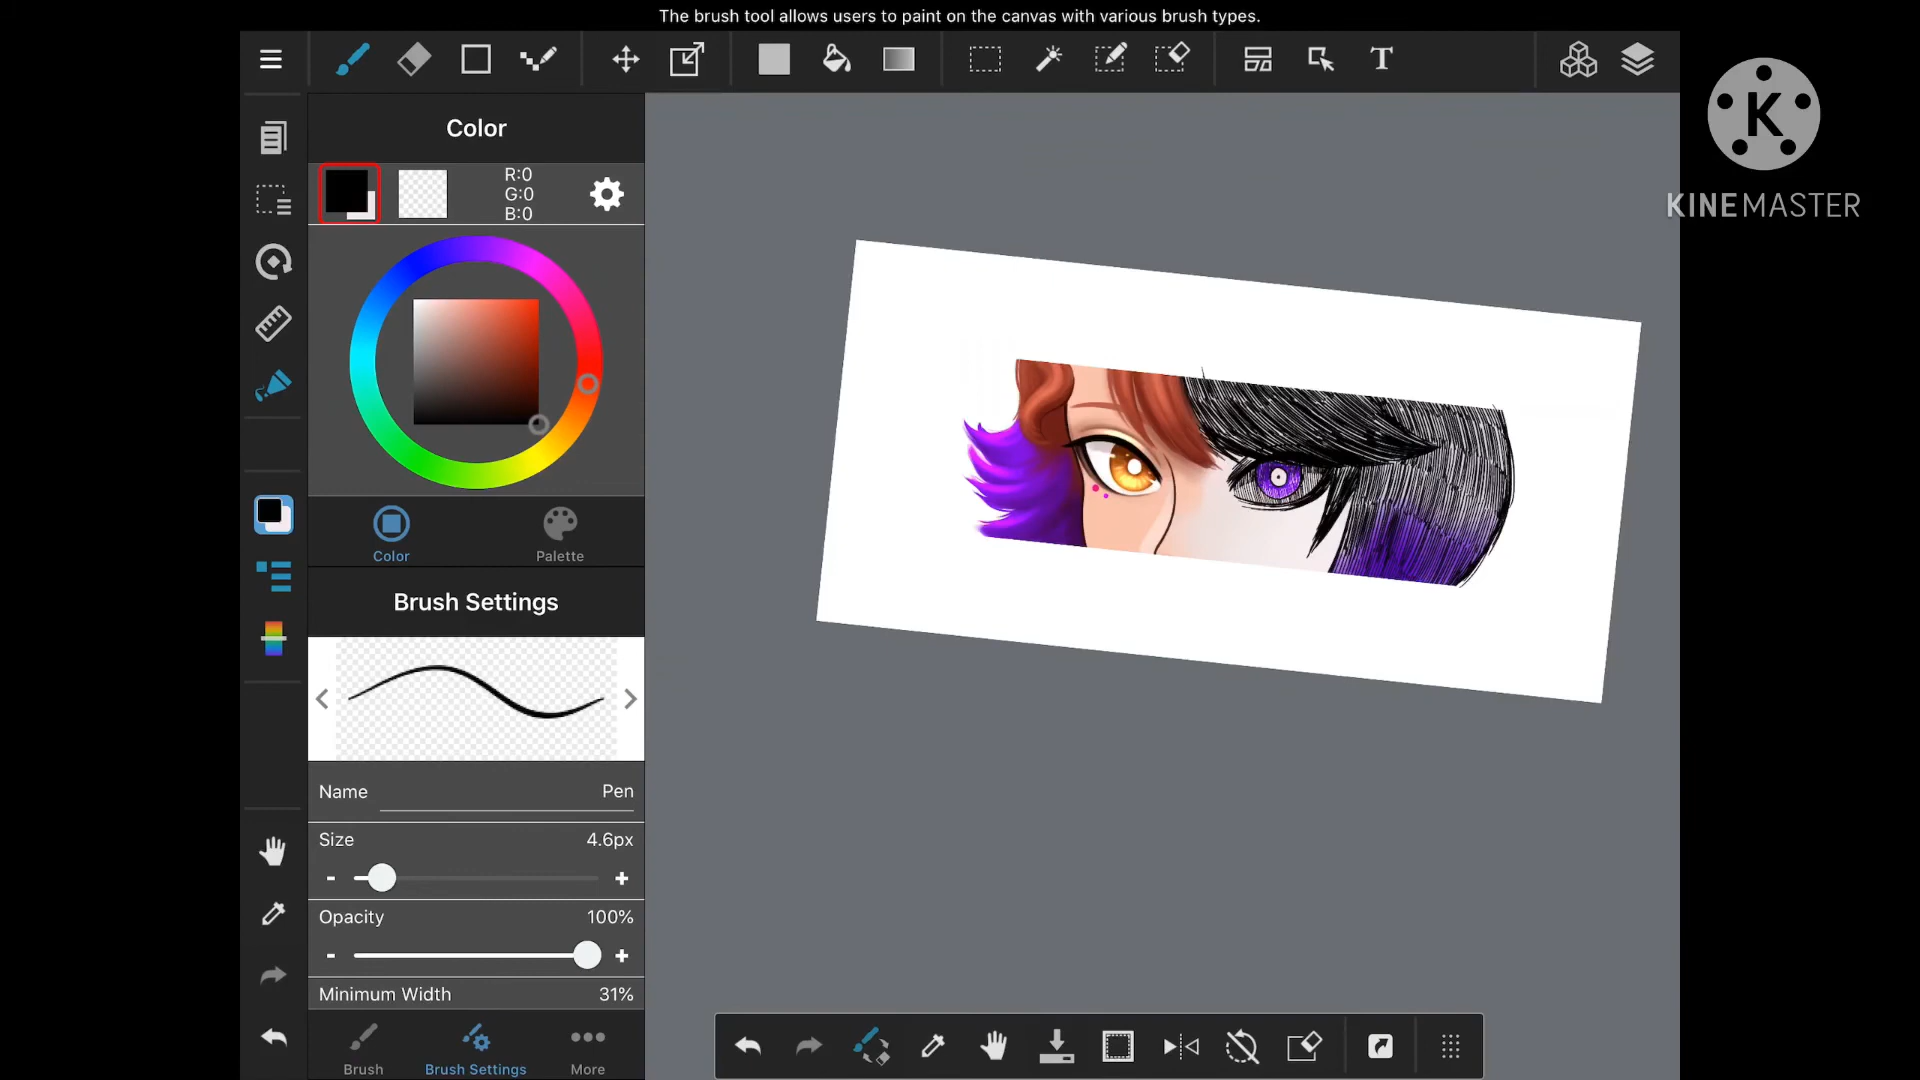 The brush tool allows users to paint on the canvas with various brush types.
T
K
KINEMASTER
Color
R:0
G:0
B:0
Color
Palette
Brush Settings
Name
Pen
Size
4.6px
-
+
Opacity
100%
-
+
Minimum Width
31%
Brush
Brush Settings
More